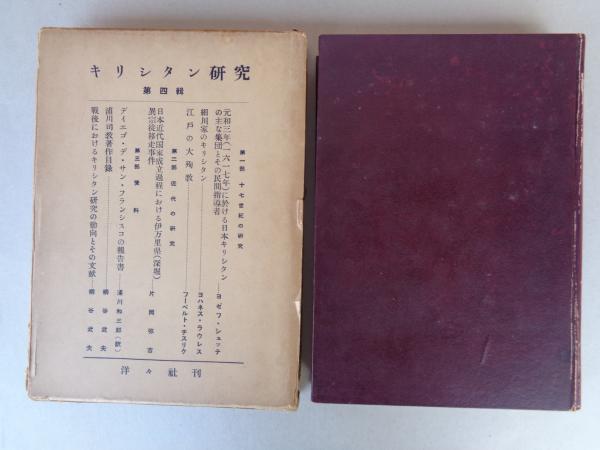 キリシタン研究
第四輯
第一部 十七世紀の研究
元和三年(一六一七年)に於ける日本キリシタン
の主な集団とその民間指導者……ヨゼフ・シュッテ
細川家のキリシタン……ヨハネス・ラウレス
江戸の大殉教……フーベルト・チスリク
第二部 近代の研究
日本近代国家成立過程における伊万里県(深堀)
異宗徒移走事件……片岡弥吉
第三部 資料
デイエゴ・デ・サン・フランシスコの報告書……浦川和三郎(訳)
浦川司教著作目録……柳谷武夫
戦後におけるキリシタン研究の動向とその文献……柳谷武夫
洋々社刊